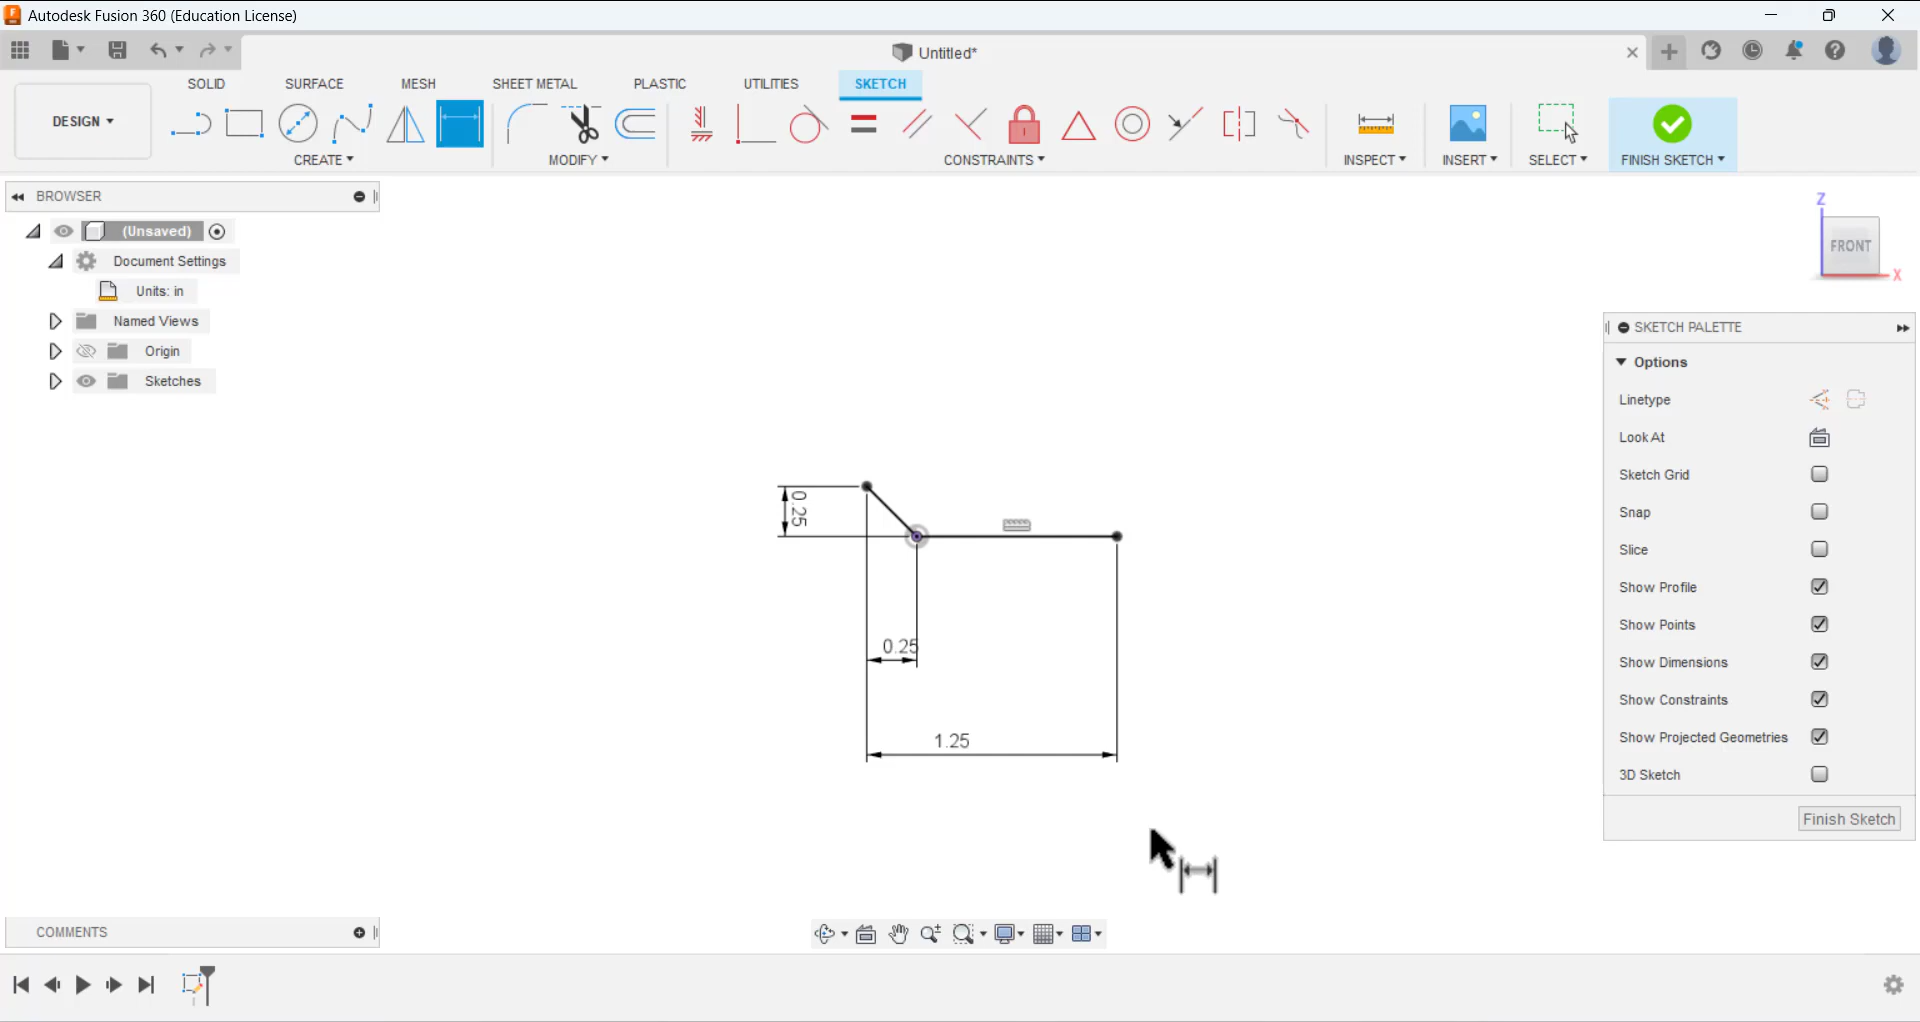 Autodesk Fusion 360 (Education License)
Untitled*
SOLID SURFACE MESH SHEET METAL PLASTIC UTILITIES SKETCH
DESIGN
CREATE MODIFY CONSTRAINTS INSPECT INSERT SELECT FINISH SKETCH
BROWSER
(Unsaved)
Document Settings
Units: in
Named Views
Origin
Sketches
Z
FRONT
X
SKETCH PALETTE
Options
Linetype
Look At
Sketch Grid
Snap
Slice
Show Profile
Show Points
Show Dimensions
Show Constraints
Show Projected Geometries
3D Sketch
Finish Sketch
0.25
0.25
1.25
COMMENTS